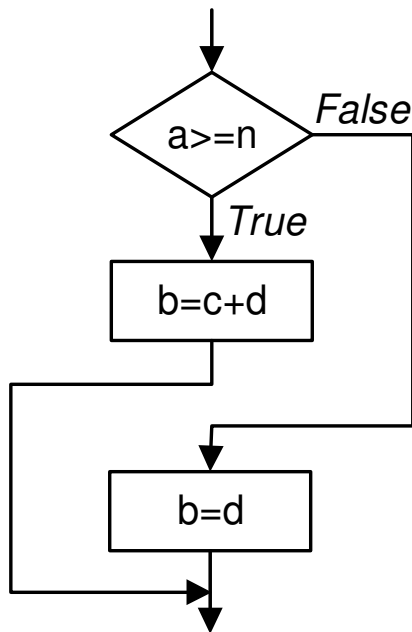 a>=n
False
True
b=c+d
b=d